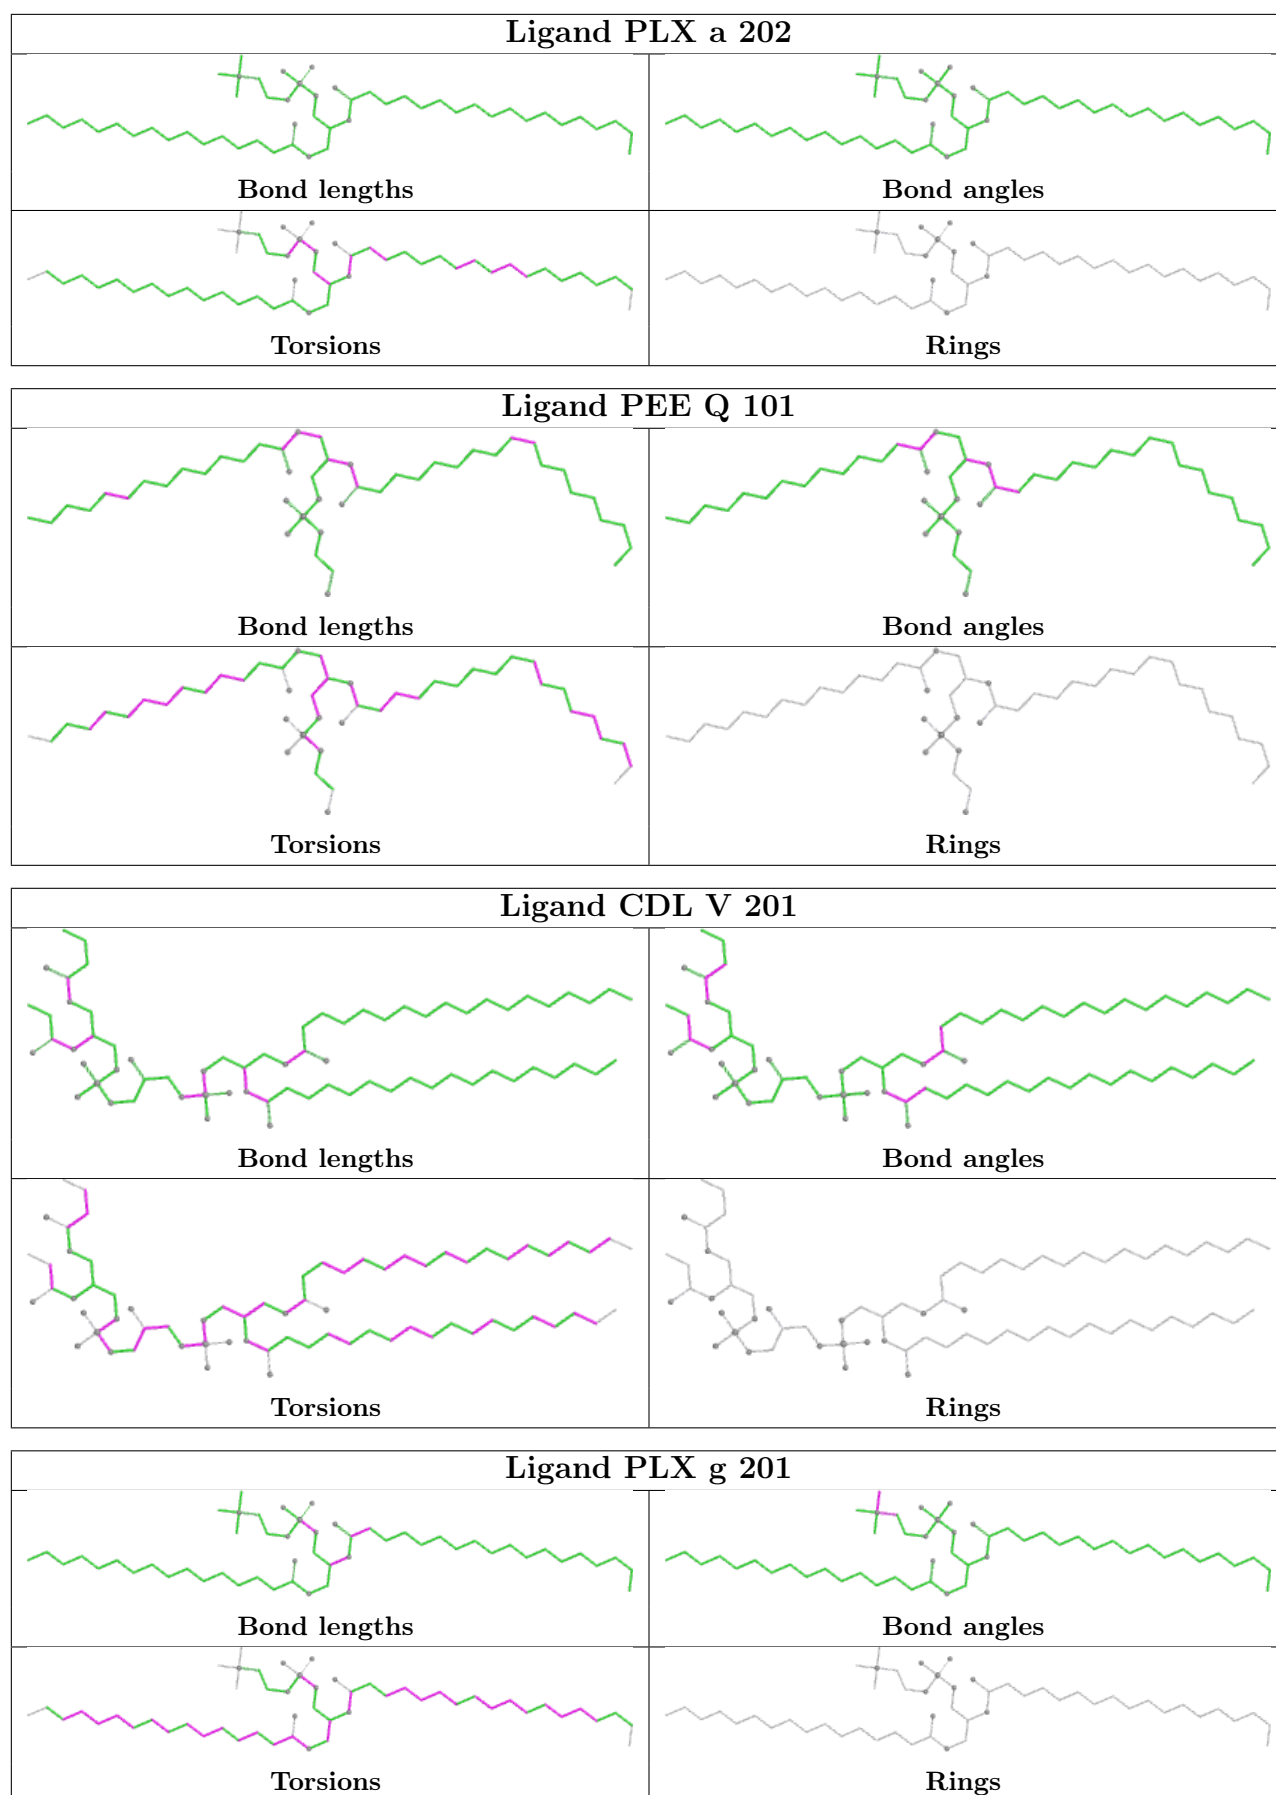 Ligand PLX a 202
Bond lengths
Bond angles
Torsions
Rings
Ligand PEE Q 101
Bond lengths
Bond angles
Torsions
Rings
Ligand CDL V 201
Bond lengths
Bond angles
Torsions
Rings
Ligand PLX g 201
Bond lengths
Bond angles
Torsions
Rings